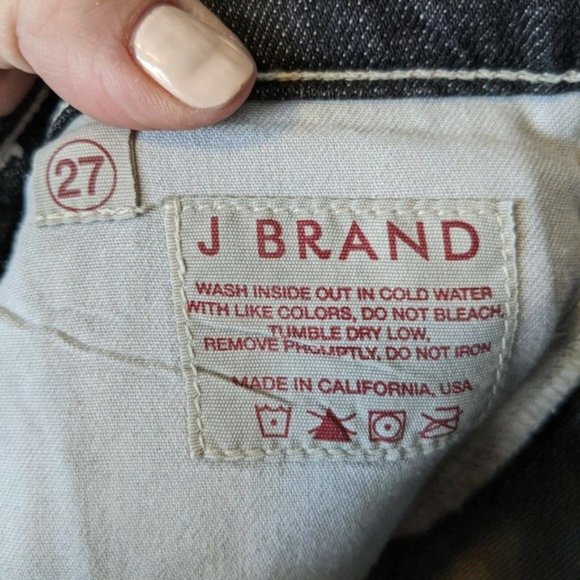 27
J BRAND
WASH INSIDE OUT IN COLD WATER
WITH LIKE COLORS, DO NOT BLEACH,
TUMBLE DRY LOW,
REMOVE PROMPTLY, DO NOT IRON
MADE IN CALIFORNIA, USA